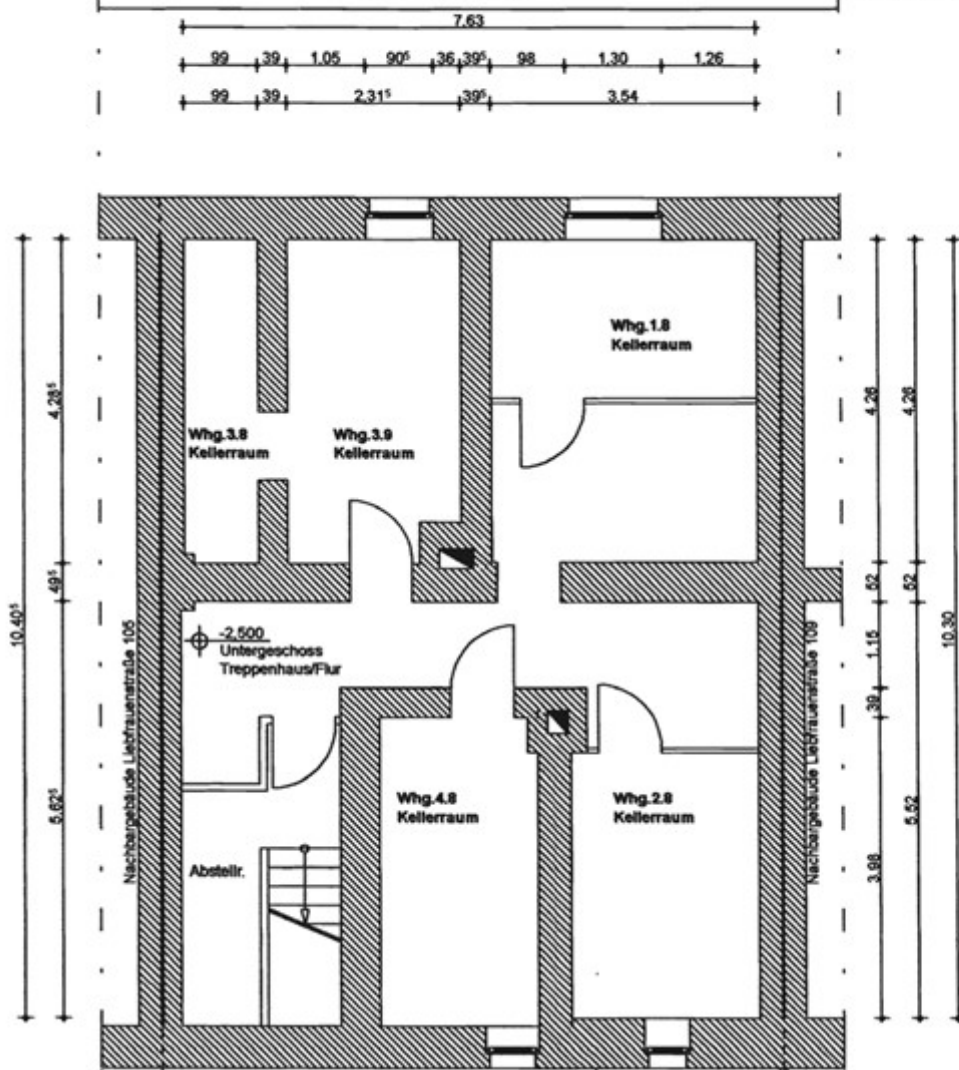 7.63
99 39 1.05 90⁵ 36 39⁵ 98 1.30 1.26
99 39 2.31⁵ 39⁵ 3.54
Whg.1.8
Kellerraum
Whg.3.8
Kellerraum
Whg.3.9
Kellerraum
-2,500
Untergeschoss
Treppenhaus/Flur
Whg.4.8
Kellerraum
Whg.2.8
Kellerraum
Abstellr.
10.40⁵
4.28⁵
49⁵
5.62⁵
Nachbargebäude Liebfrauenstraße 105
Nachbargebäude Liebfrauenstraße 109
4.26
52
1.15
39
3.98
4.26
52
5.52
10.30